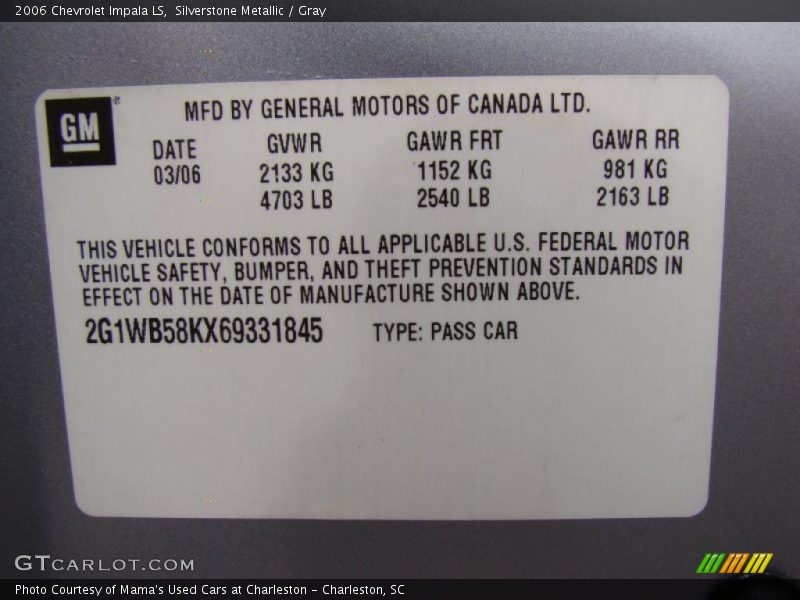 2006 Chevrolet Impala LS, Silverstone Metallic / Gray
GM®
MFD BY GENERAL MOTORS OF CANADA LTD.
DATE GVWR GAWR FRT GAWR RR
03/06 2133 KG 1152 KG 981 KG
4703 LB 2540 LB 2163 LB
THIS VEHICLE CONFORMS TO ALL APPLICABLE U.S. FEDERAL MOTOR
VEHICLE SAFETY, BUMPER, AND THEFT PREVENTION STANDARDS IN
EFFECT ON THE DATE OF MANUFACTURE SHOWN ABOVE.
2G1WB58KX69331845 TYPE: PASS CAR
GTCARLOT.COM
Photo Courtesy of Mama's Used Cars at Charleston - Charleston, SC